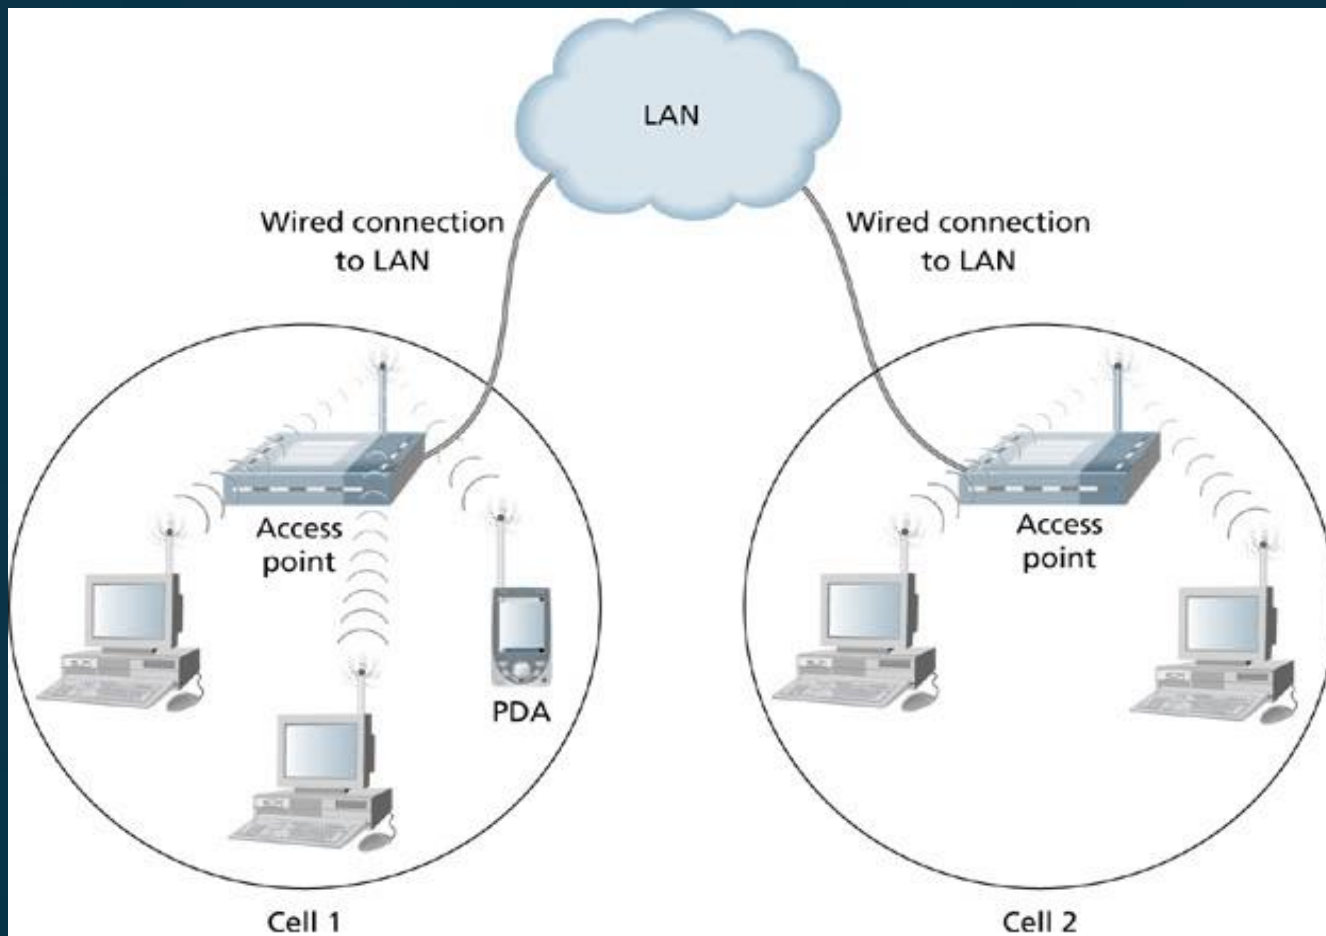 LAN
Wired connection
to LAN
Wired connection
to LAN
Access
point
PDA
Cell 1
Access
point
Cell 2